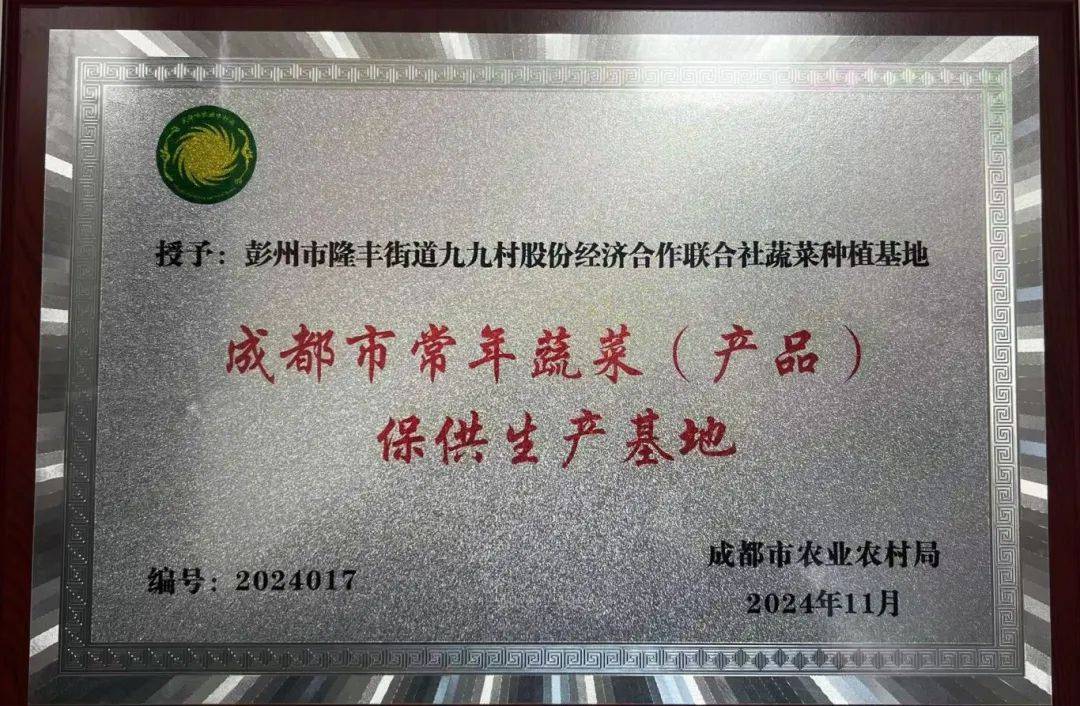 授予：彭州市隆丰街道九九村股份经济合作联合社蔬菜种植基地
成都市常年蔬菜（产品）
保供生产基地
编号：2024017
成都市农业农村局
2024年11月